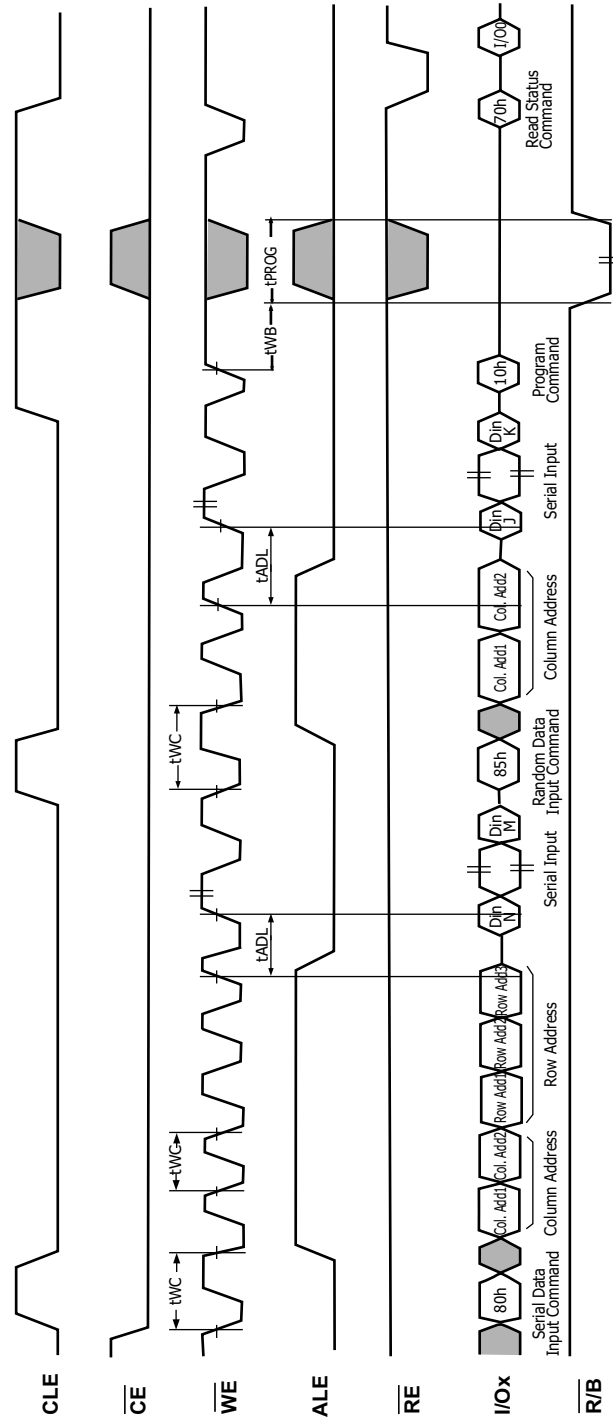 CLE
CE
WE
tWC
tWC
tWC
tWB
tPROG
ALE
tADL
tADL
RE
I/Ox
80h
Col. Add1
Col. Add2
Row Add1
Row Add2
Row Add3
Din
N
Din
M
85h
Col. Add1
Col. Add2
Din
J
Din
K
10h
70h
I/O0
Serial Data
Input Command
Column Address
Row Address
Serial Input
Random Data
Input Command
Column Address
Serial Input
Program
Command
Read Status
Command
R/B